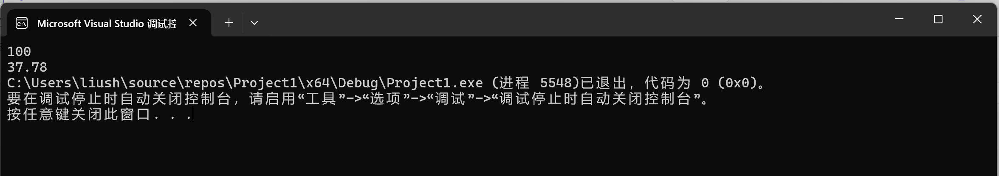 Microsoft Visual Studio 调试控
100
37.78
C:\Users\liush\source\repos\Project1\x64\Debug\Project1.exe (进程 5548)已退出，代码为 0 (0x0)。
要在调试停止时自动关闭控制台，请启用“工具”->“选项”->“调试”->“调试停止时自动关闭控制台”。
按任意键关闭此窗口. . .